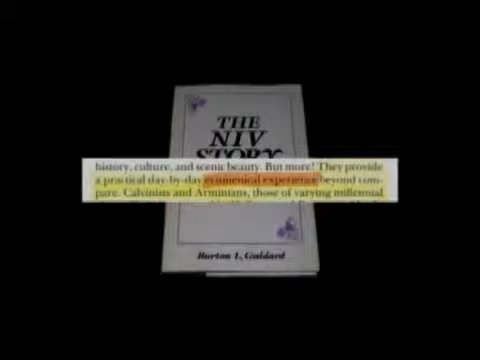 THE
NIV
STORY
history, culture, and scenic beauty. But more! They provide
a practical day-by-day ecumenical experience beyond com-
pare. Calvinists and Arminians, those of varying millennial
Burton L. Goddard